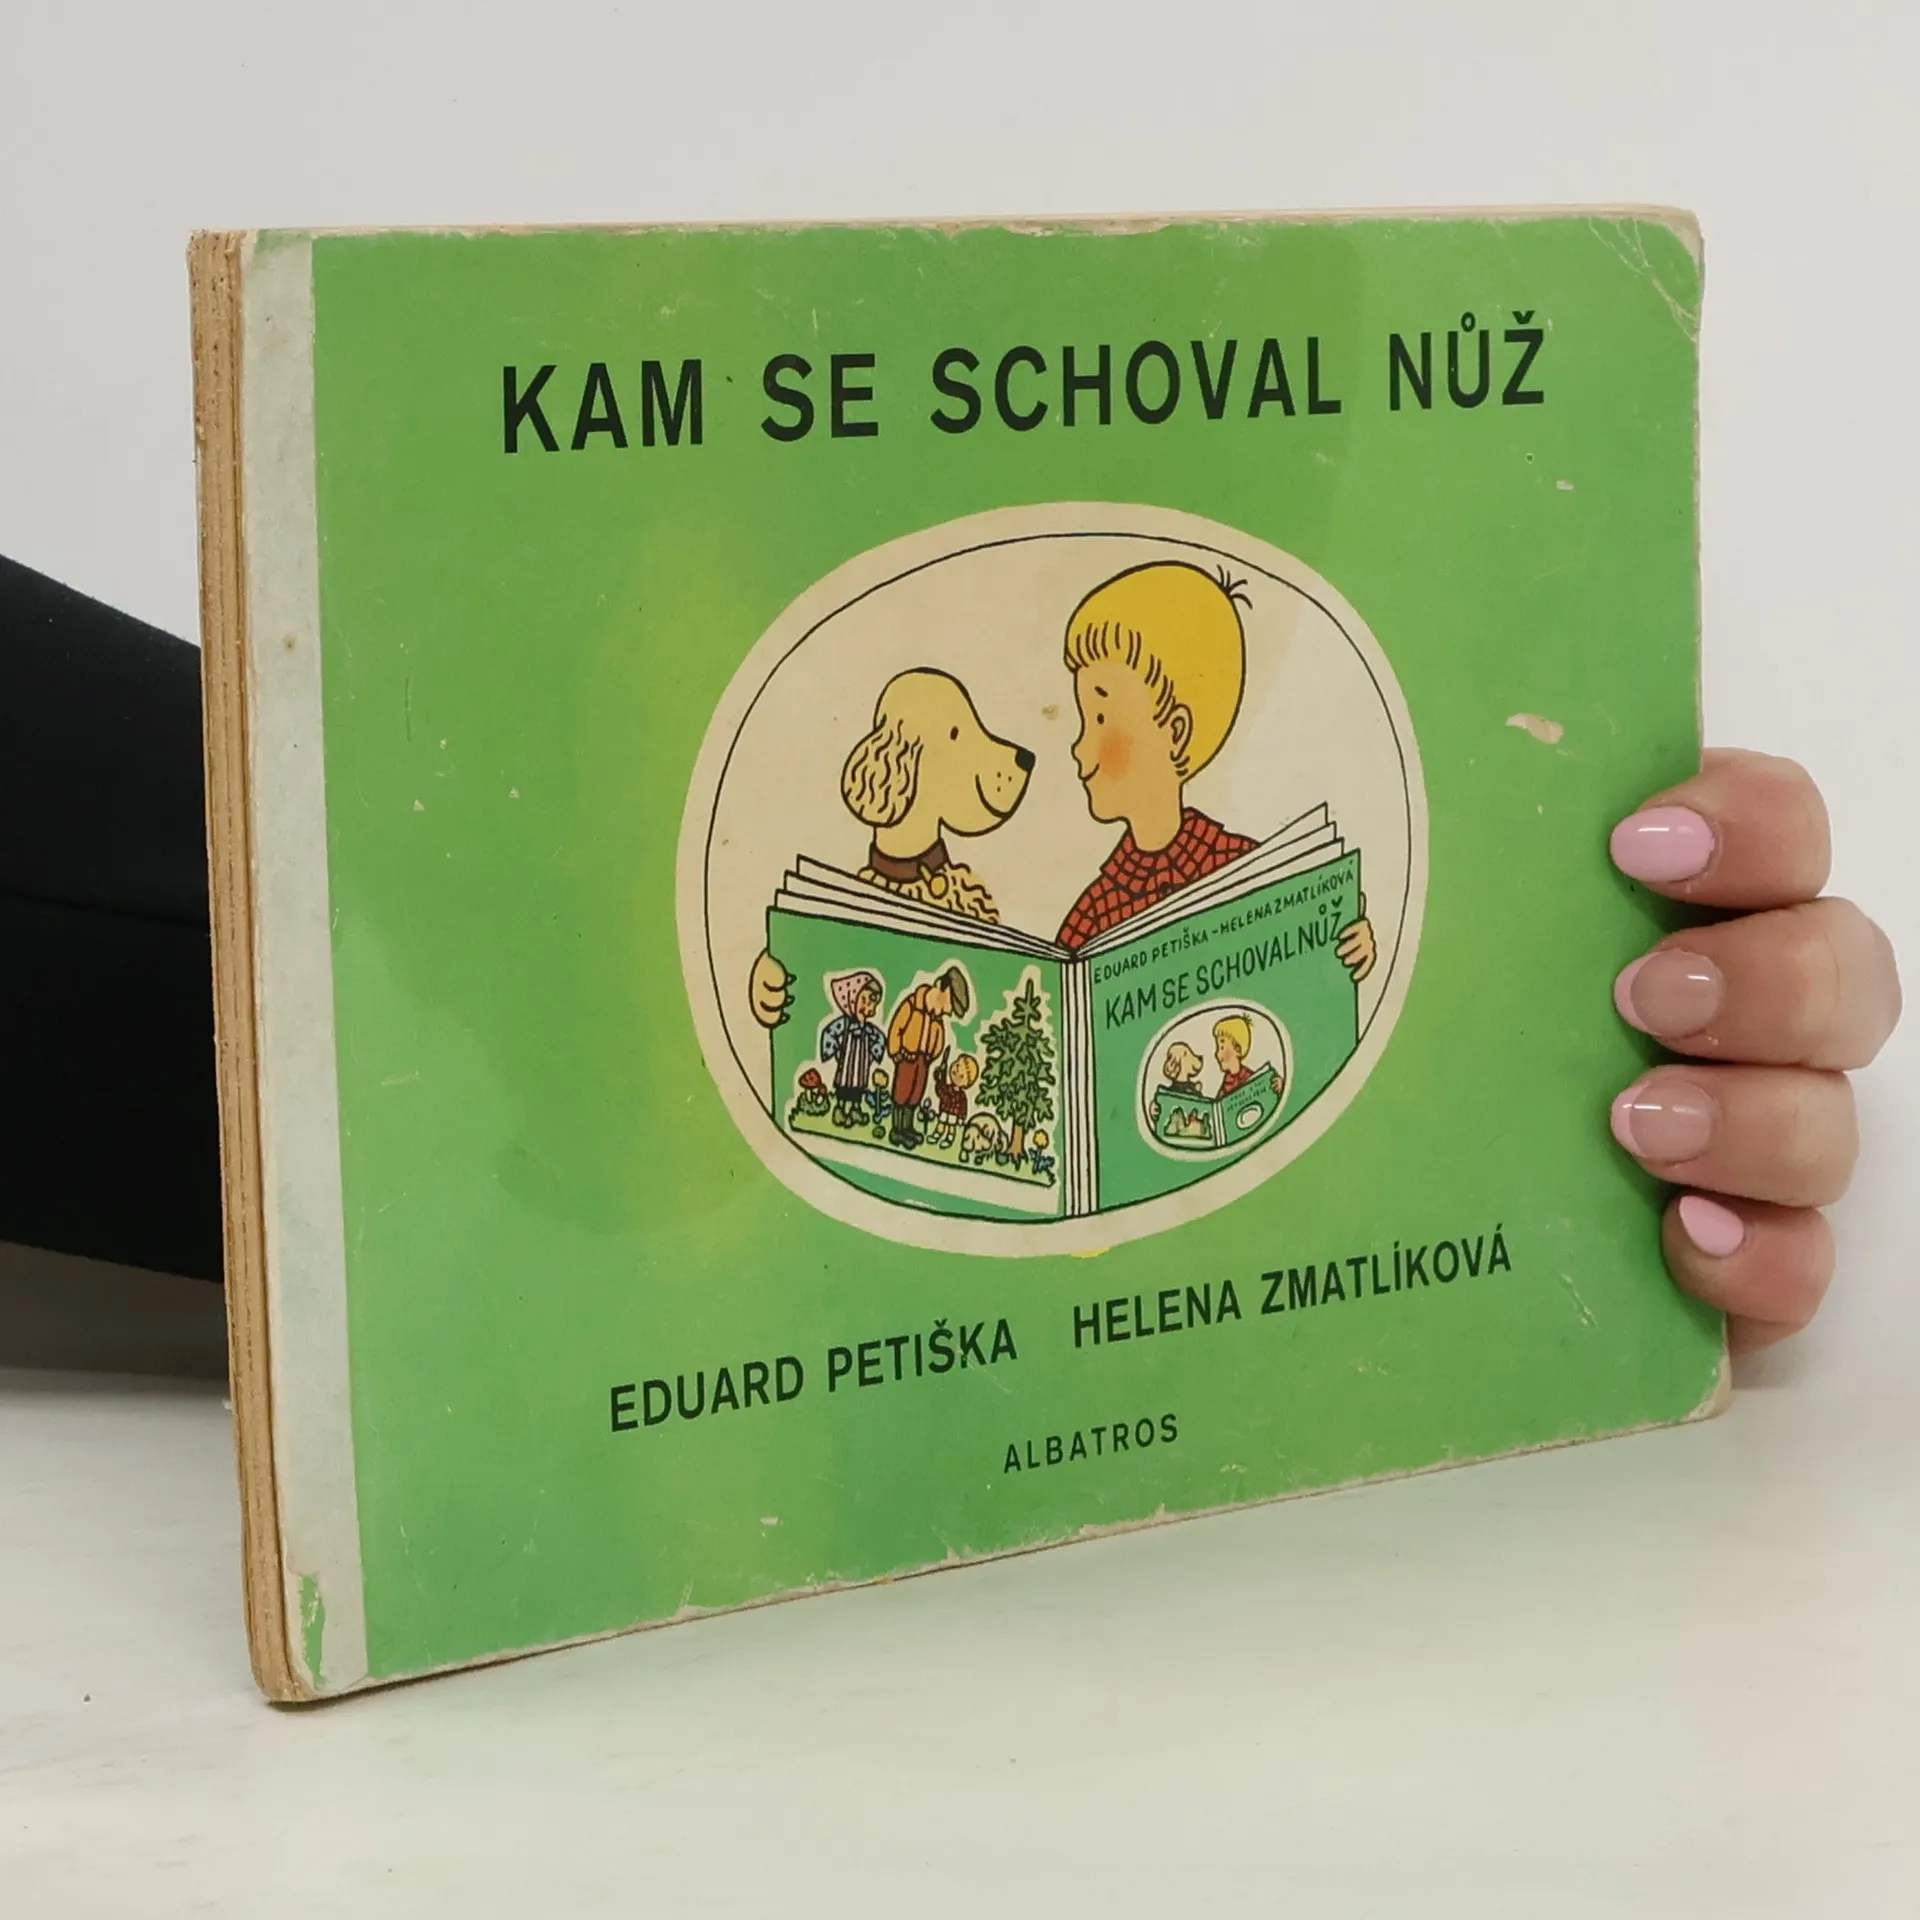 KAM SE SCHOVAL NŮŽ
EDUARD PETIŠKA - HELENA ZMATLÍKOVÁ
KAM SE SCHOVAL NŮŽ
EDUARD PETIŠKA HELENA ZMATLÍKOVÁ
ALBATROS